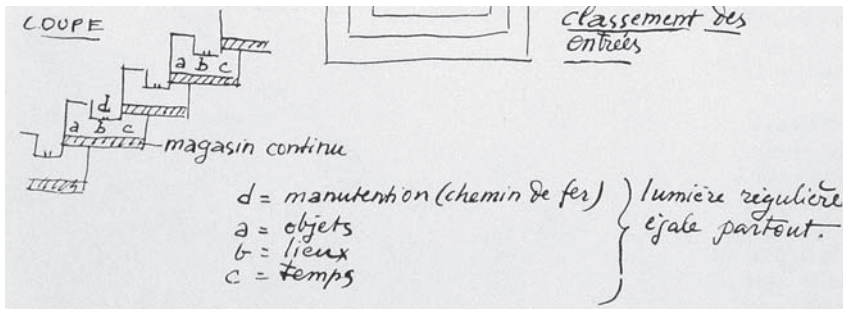 COUPE
classement des
entrées
a b c
d
a b c
magasin continu
d = manutention (chemin de fer)
a = objets
b = lieux
c = temps
lumière régulière
égale partout.